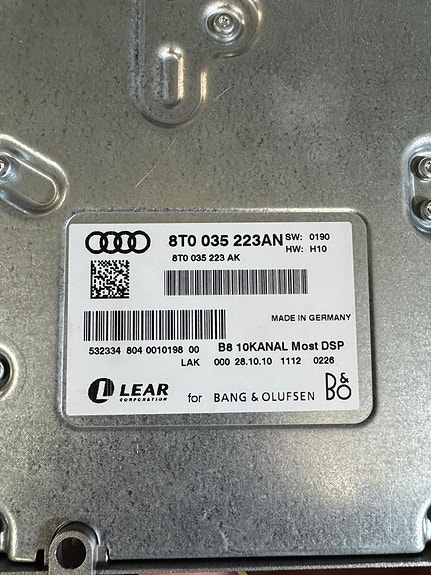 8T0 035 223AN SW: 0190
HW: H10
8T0 035 223 AK
MADE IN GERMANY
532334 804 0010198 00
B8 10KANAL Most DSP
LAK 000 28.10.10 1112 0226
L LEAR
CORPORATION
for BANG & OLUFSEN B&O